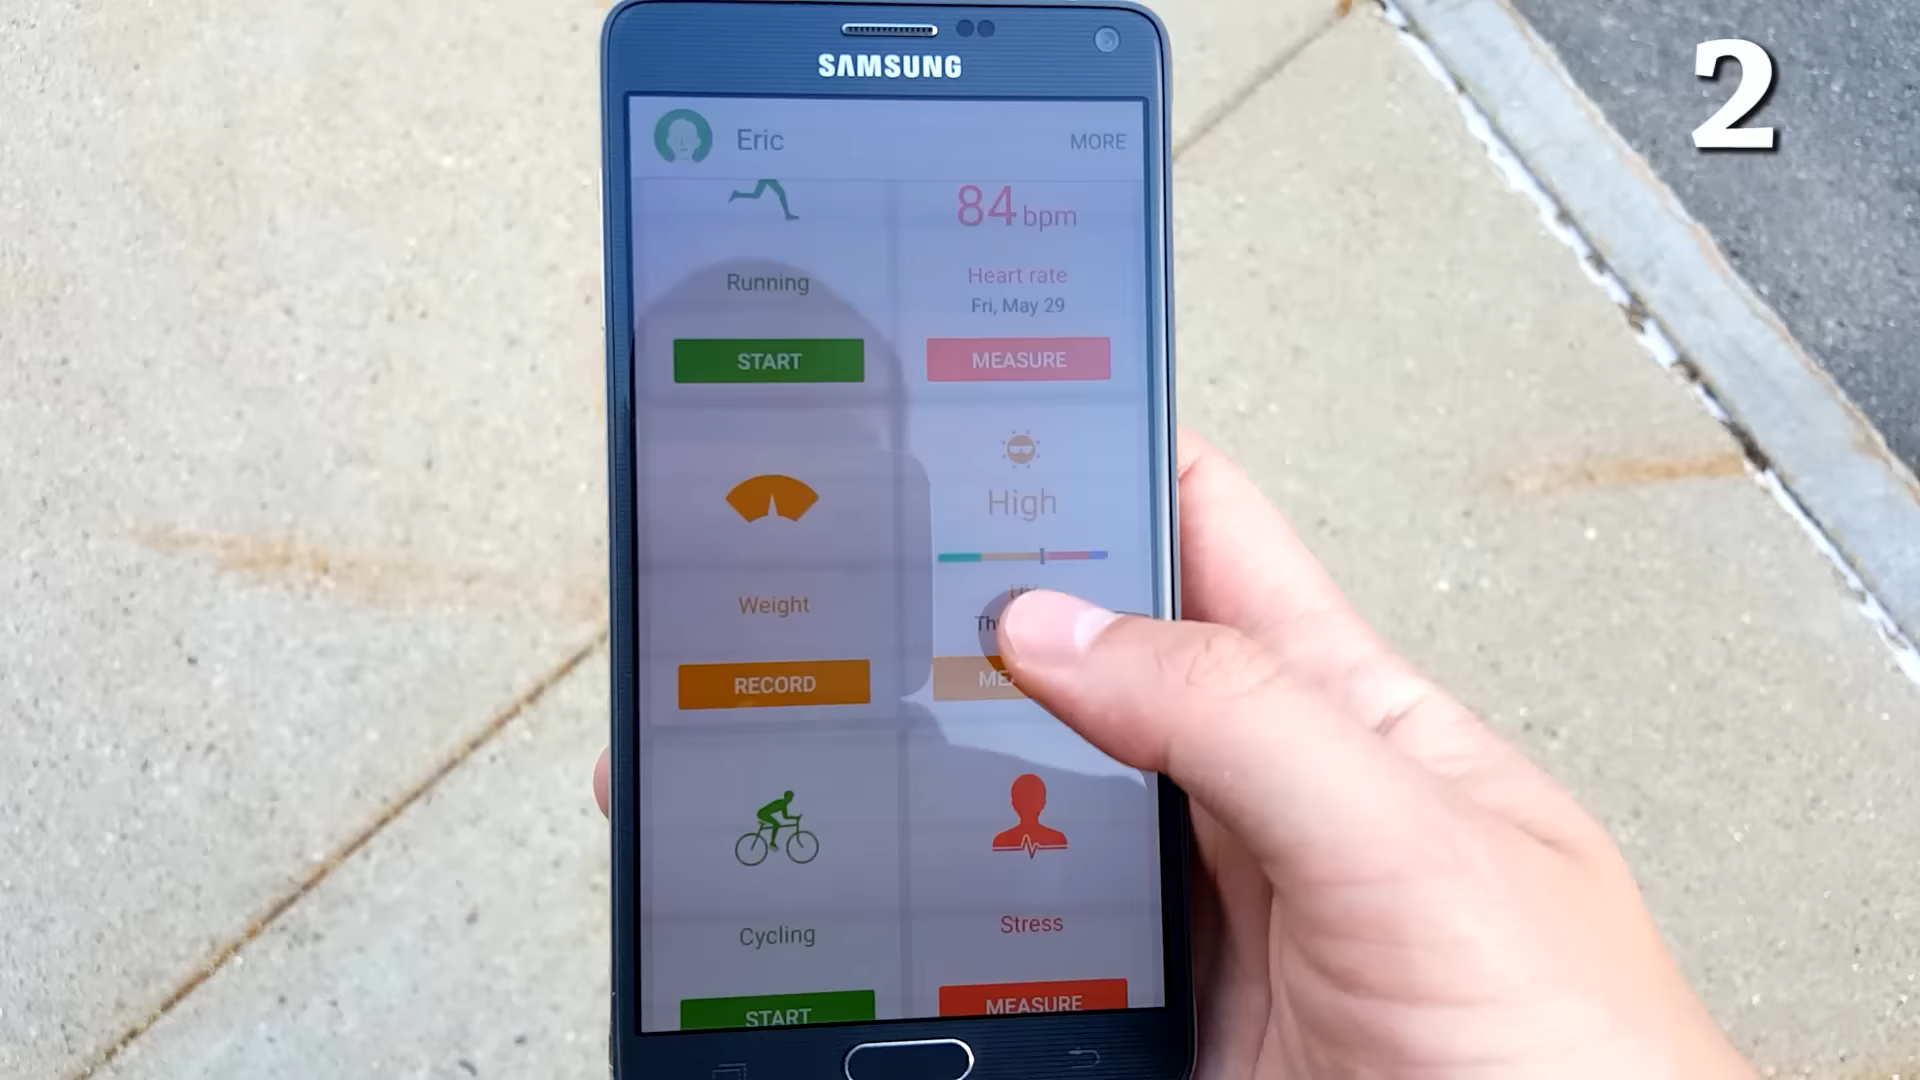 2
SAMSUNG
Eric
MORE
84 bpm
Running
Heart rate
Fri, May 29
START
MEASURE
High
Weight
RECORD
Cycling
Stress
START
MEASURE